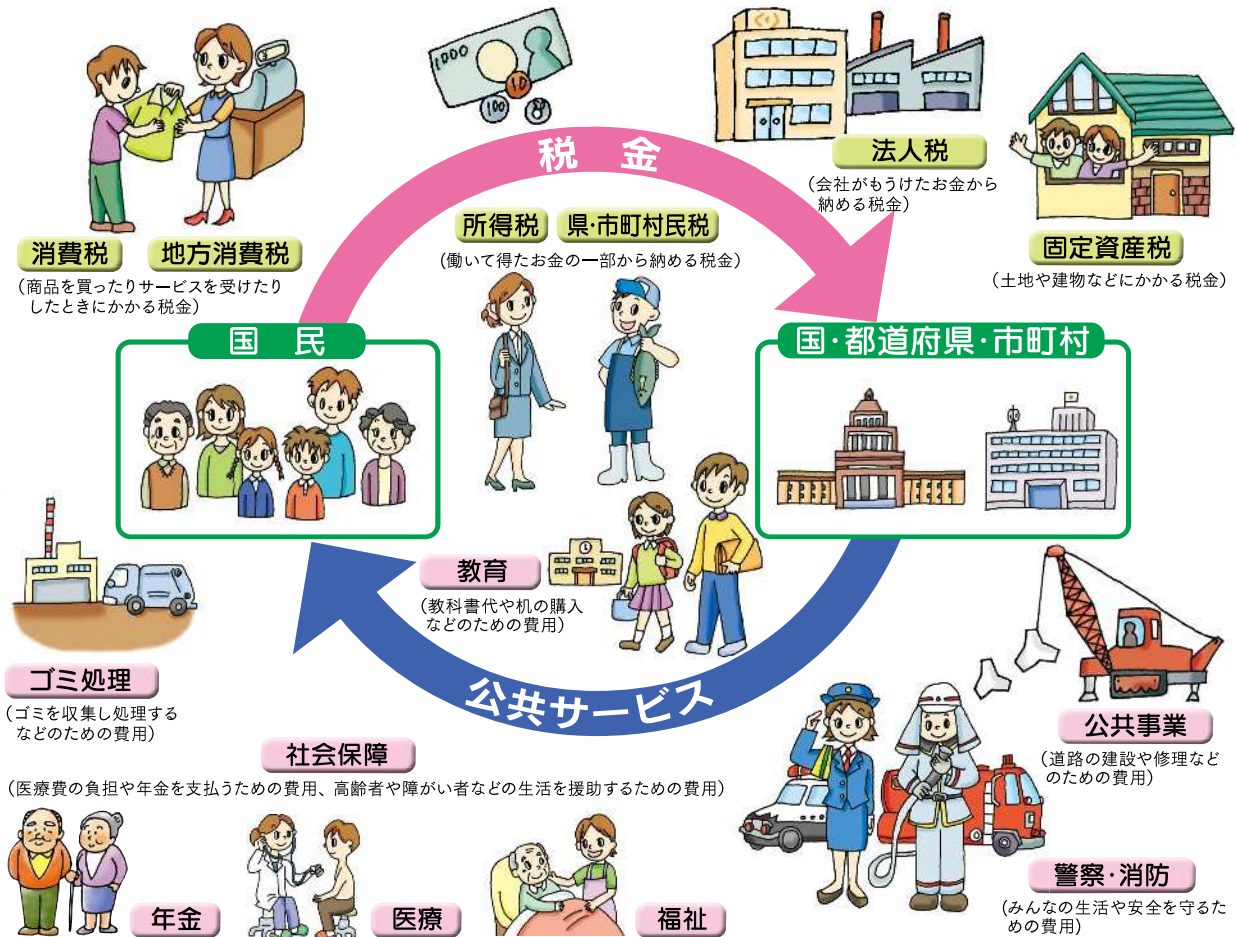 1000
10
100
税金
法人税
(会社がもうけたお金から
納める税金)
消費税 地方消費税
(商品を買ったりサービスを受けたり
したときにかかる税金)
所得税 県・市町村民税
(働いて得たお金の一部から納める税金)
固定資産税
(土地や建物などにかかる税金)
国民
国・都道府県・市町村
教育
(教科書代や机の購入
などのための費用)
公共サービス
ゴミ処理
(ゴミを収集し処理する
などのための費用)
社会保障
(医療費の負担や年金を支払うための費用、高齢者や障がい者などの生活を援助するための費用)
年金
医療
福祉
公共事業
(道路の建設や修理など
のための費用)
警察・消防
(みんなの生活や安全を守るた
めの費用)